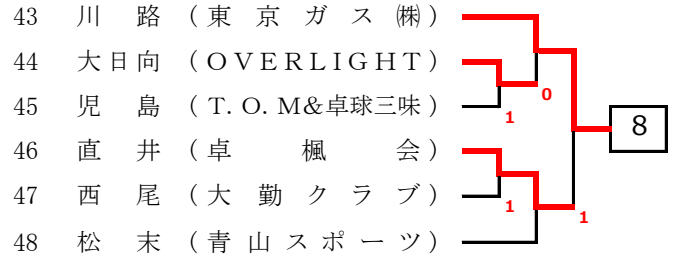 43 川路 (東京ガス㈱)
44 大日向 (OVERLIGHT)
0
45 児島 (T.O.M&卓球三味)
1
8
46 直井 (卓楓会)
47 西尾 (大勤クラブ)
1
1
48 松末 (青山スポーツ)